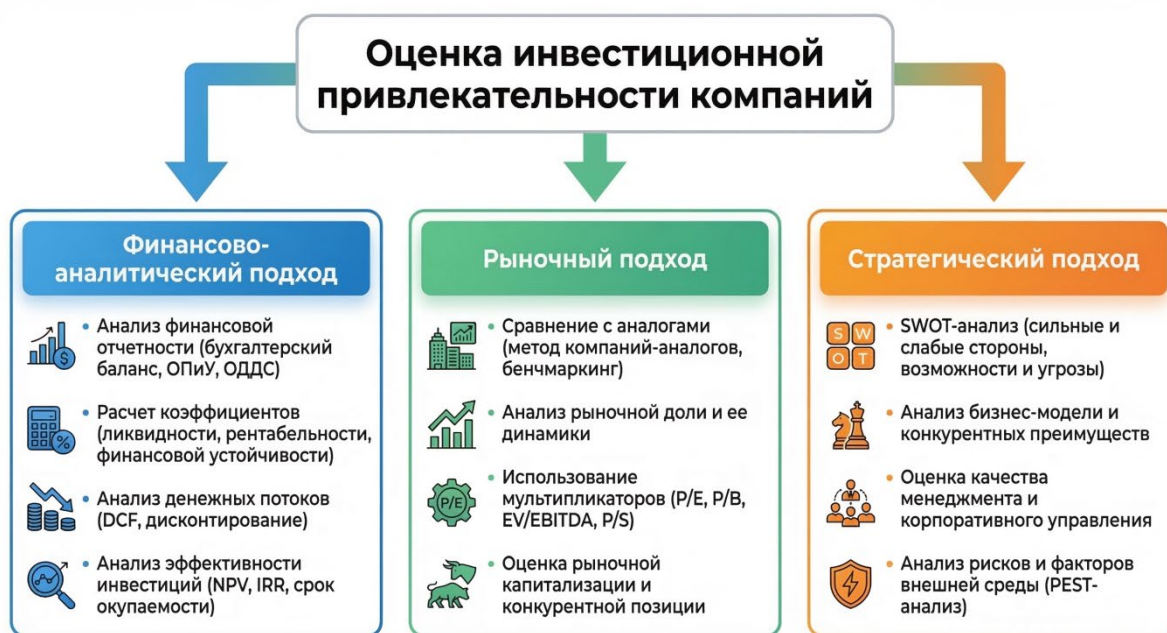 Оценка инвестиционной
привлекательности компаний
Финансово-
аналитический подход
• Анализ финансовой
отчетности (бухгалтерский
баланс, ОПиУ, ОДДС)
$
• Расчет коэффициентов
(ликвидности, рентабельности,
финансовой устойчивости)
%
• Анализ денежных потоков
(DCF, дисконтирование)
• Анализ эффективности
инвестиций (NPV, IRR, срок
окупаемости)
Рыночный подход
• Сравнение с аналогами
(метод компаний-аналогов,
бенчмаркинг)
• Анализ рыночной доли и ее
динамики
P/E
• Использование
мультипликаторов (P/E, P/B,
EV/EBITDA, P/S)
• Оценка рыночной
капитализации и
конкурентной позиции
Стратегический подход
S W
O T
• SWOT-анализ (сильные и
слабые стороны,
возможности и угрозы)
• Анализ бизнес-модели и
конкурентных преимуществ
• Оценка качества
менеджмента и
корпоративного управления
• Анализ рисков и факторов
внешней среды (PEST-
анализ)